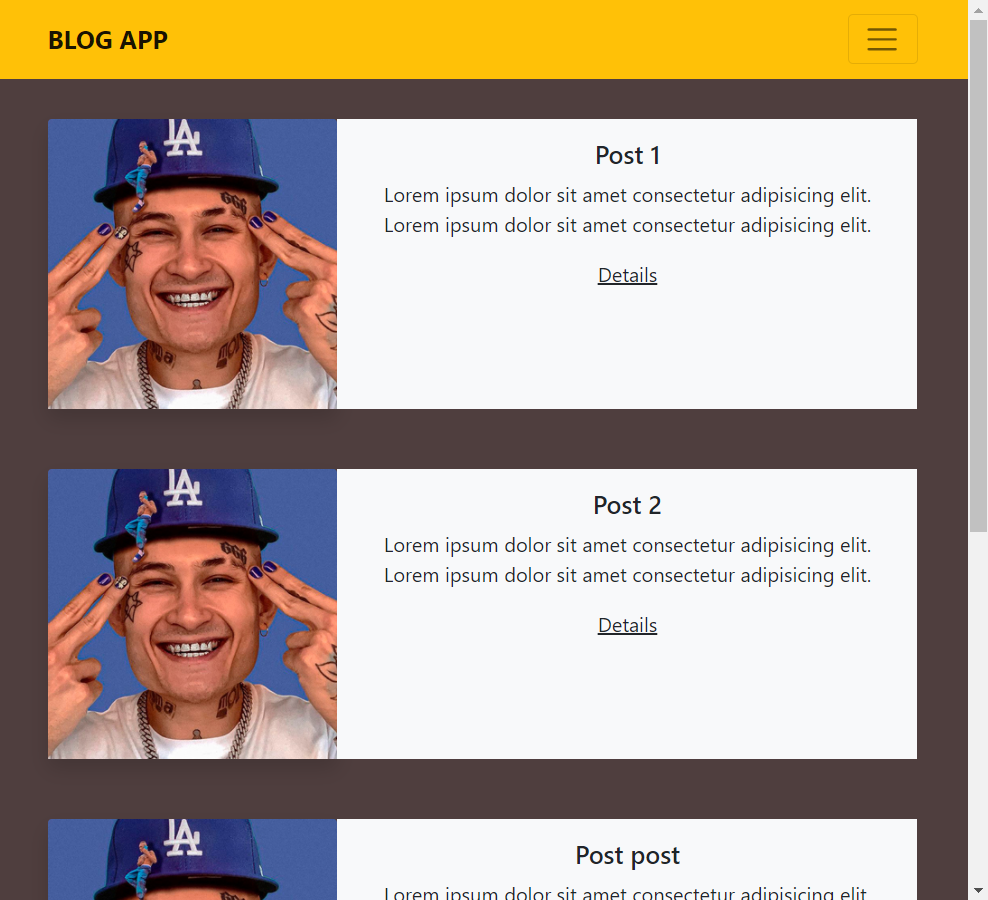 BLOG APP
LA
666
Post 1
Lorem ipsum dolor sit amet consectetur adipisicing elit.
Lorem ipsum dolor sit amet consectetur adipisicing elit.
Details
LA
666
Post 2
Lorem ipsum dolor sit amet consectetur adipisicing elit.
Lorem ipsum dolor sit amet consectetur adipisicing elit.
Details
LA
Post post
Lorem ipsum dolor sit amet consectetur adipisicing elit.